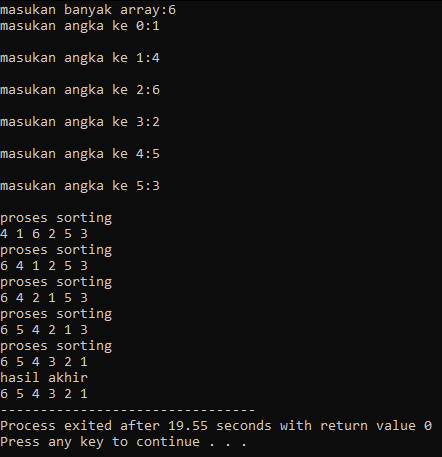 masukan banyak array:6
masukan angka ke 0:1
masukan angka ke 1:4
masukan angka ke 2:6
masukan angka ke 3:2
masukan angka ke 4:5
masukan angka ke 5:3
proses sorting
4 1 6 2 5 3
proses sorting
6 4 1 2 5 3
proses sorting
6 4 2 1 5 3
proses sorting
6 5 4 2 1 3
proses sorting
6 5 4 3 2 1
hasil akhir
6 5 4 3 2 1
--------------------------------
Process exited after 19.55 seconds with return value 0
Press any key to continue . . .